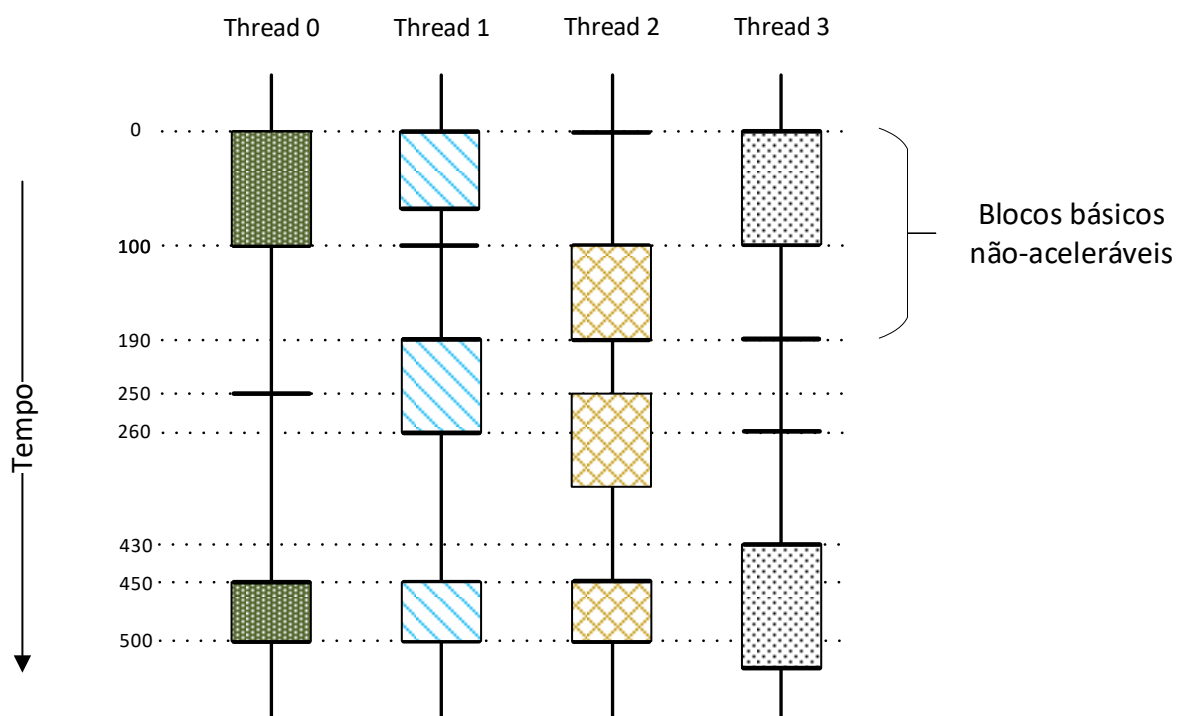 Thread 0
Thread 1
Thread 2
Thread 3
0
100
190
250
260
430
450
500
Tempo
Blocos básicos
não-aceleráveis